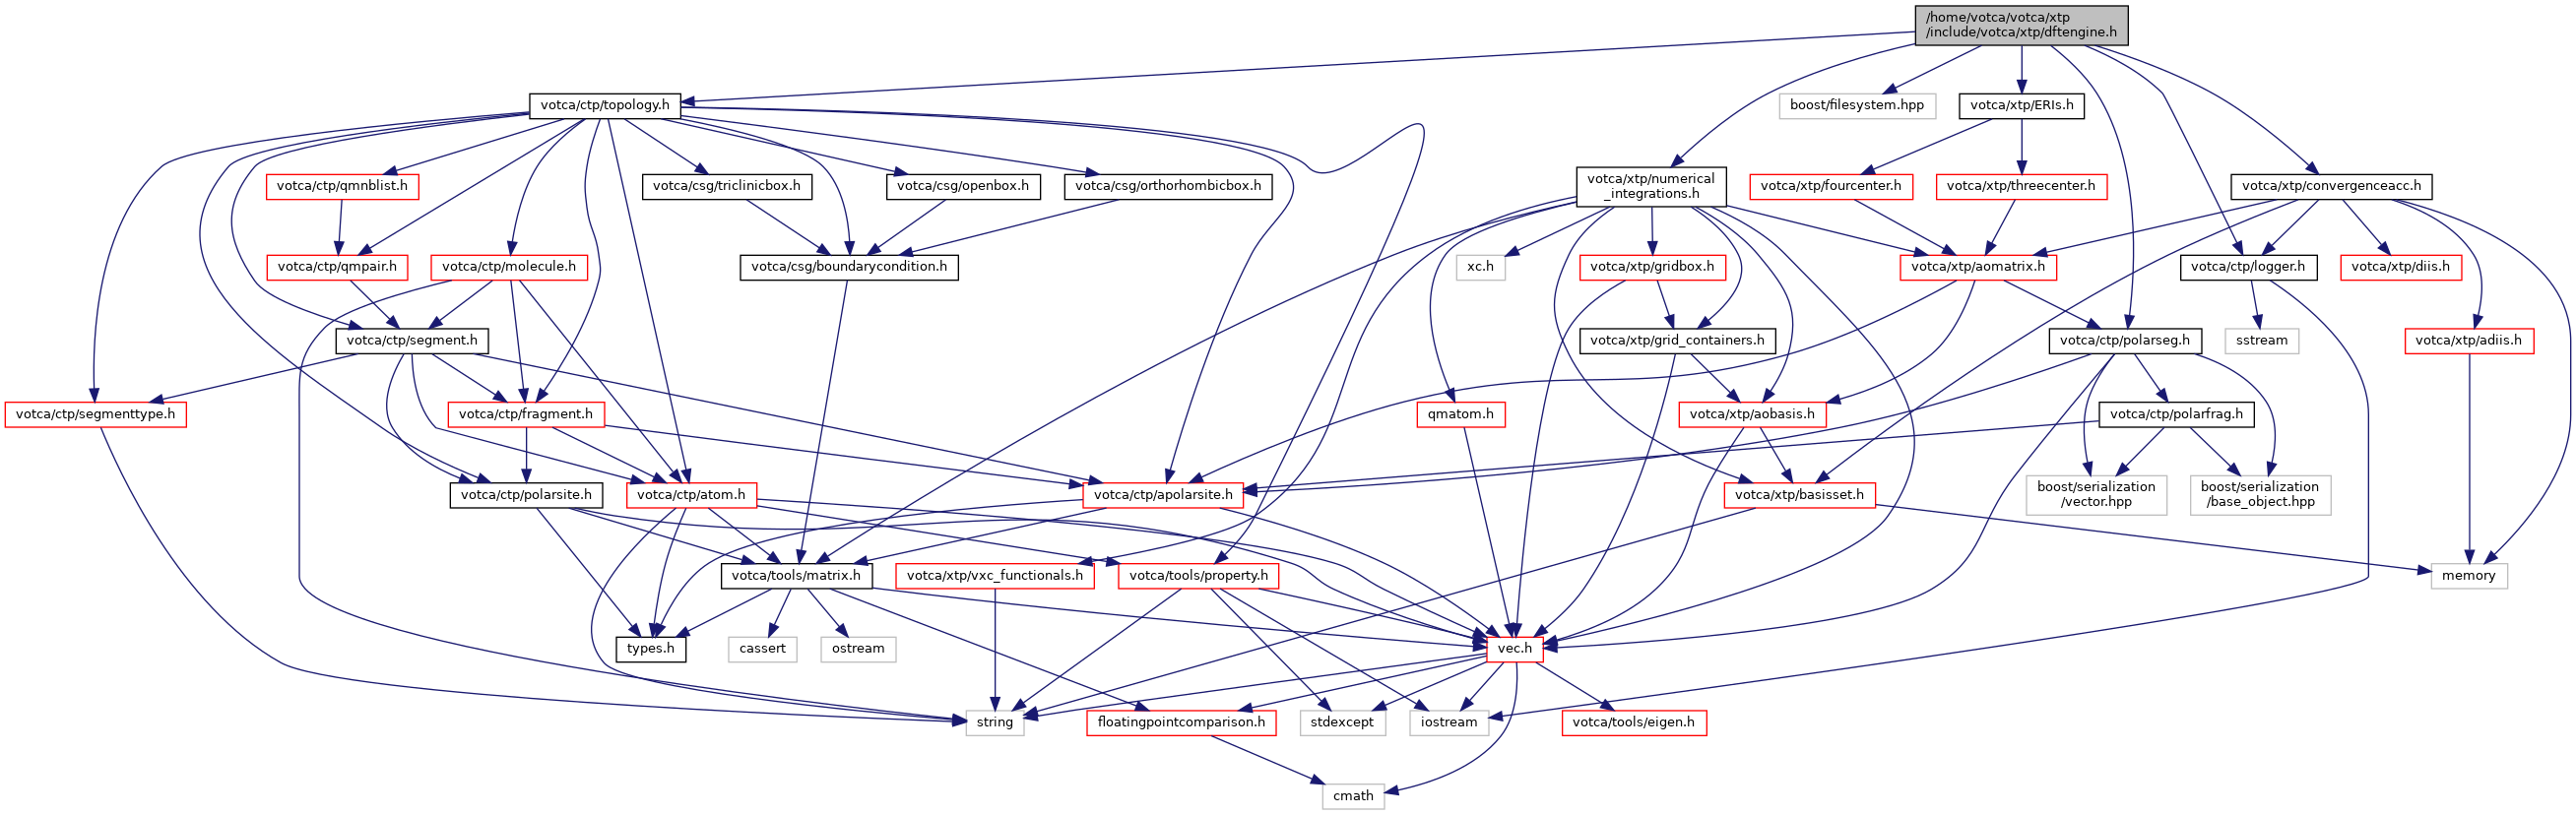 /home/votca/votca/xtp
/include/votca/xtp/dftengine.h
votca/ctp/topology.h
boost/filesystem.hpp
votca/xtp/ERIs.h
votca/ctp/qmnblist.h
votca/csg/triclinicbox.h
votca/csg/openbox.h
votca/csg/orthorhombicbox.h
votca/xtp/numerical
_integrations.h
votca/xtp/fourcenter.h
votca/xtp/threecenter.h
votca/xtp/convergenceacc.h
votca/ctp/qmpair.h
votca/ctp/molecule.h
votca/csg/boundarycondition.h
xc.h
votca/xtp/gridbox.h
votca/xtp/aomatrix.h
votca/ctp/logger.h
votca/xtp/diis.h
votca/ctp/segment.h
votca/xtp/grid_containers.h
votca/ctp/polarseg.h
sstream
votca/xtp/adiis.h
votca/ctp/segmenttype.h
votca/ctp/fragment.h
qmatom.h
votca/xtp/aobasis.h
votca/ctp/polarfrag.h
votca/ctp/polarsite.h
votca/ctp/atom.h
votca/ctp/apolarsite.h
votca/xtp/basisset.h
boost/serialization
/vector.hpp
boost/serialization
/base_object.hpp
votca/tools/matrix.h
votca/xtp/vxc_functionals.h
votca/tools/property.h
memory
types.h
cassert
ostream
vec.h
string
floatingpointcomparison.h
stdexcept
iostream
votca/tools/eigen.h
cmath